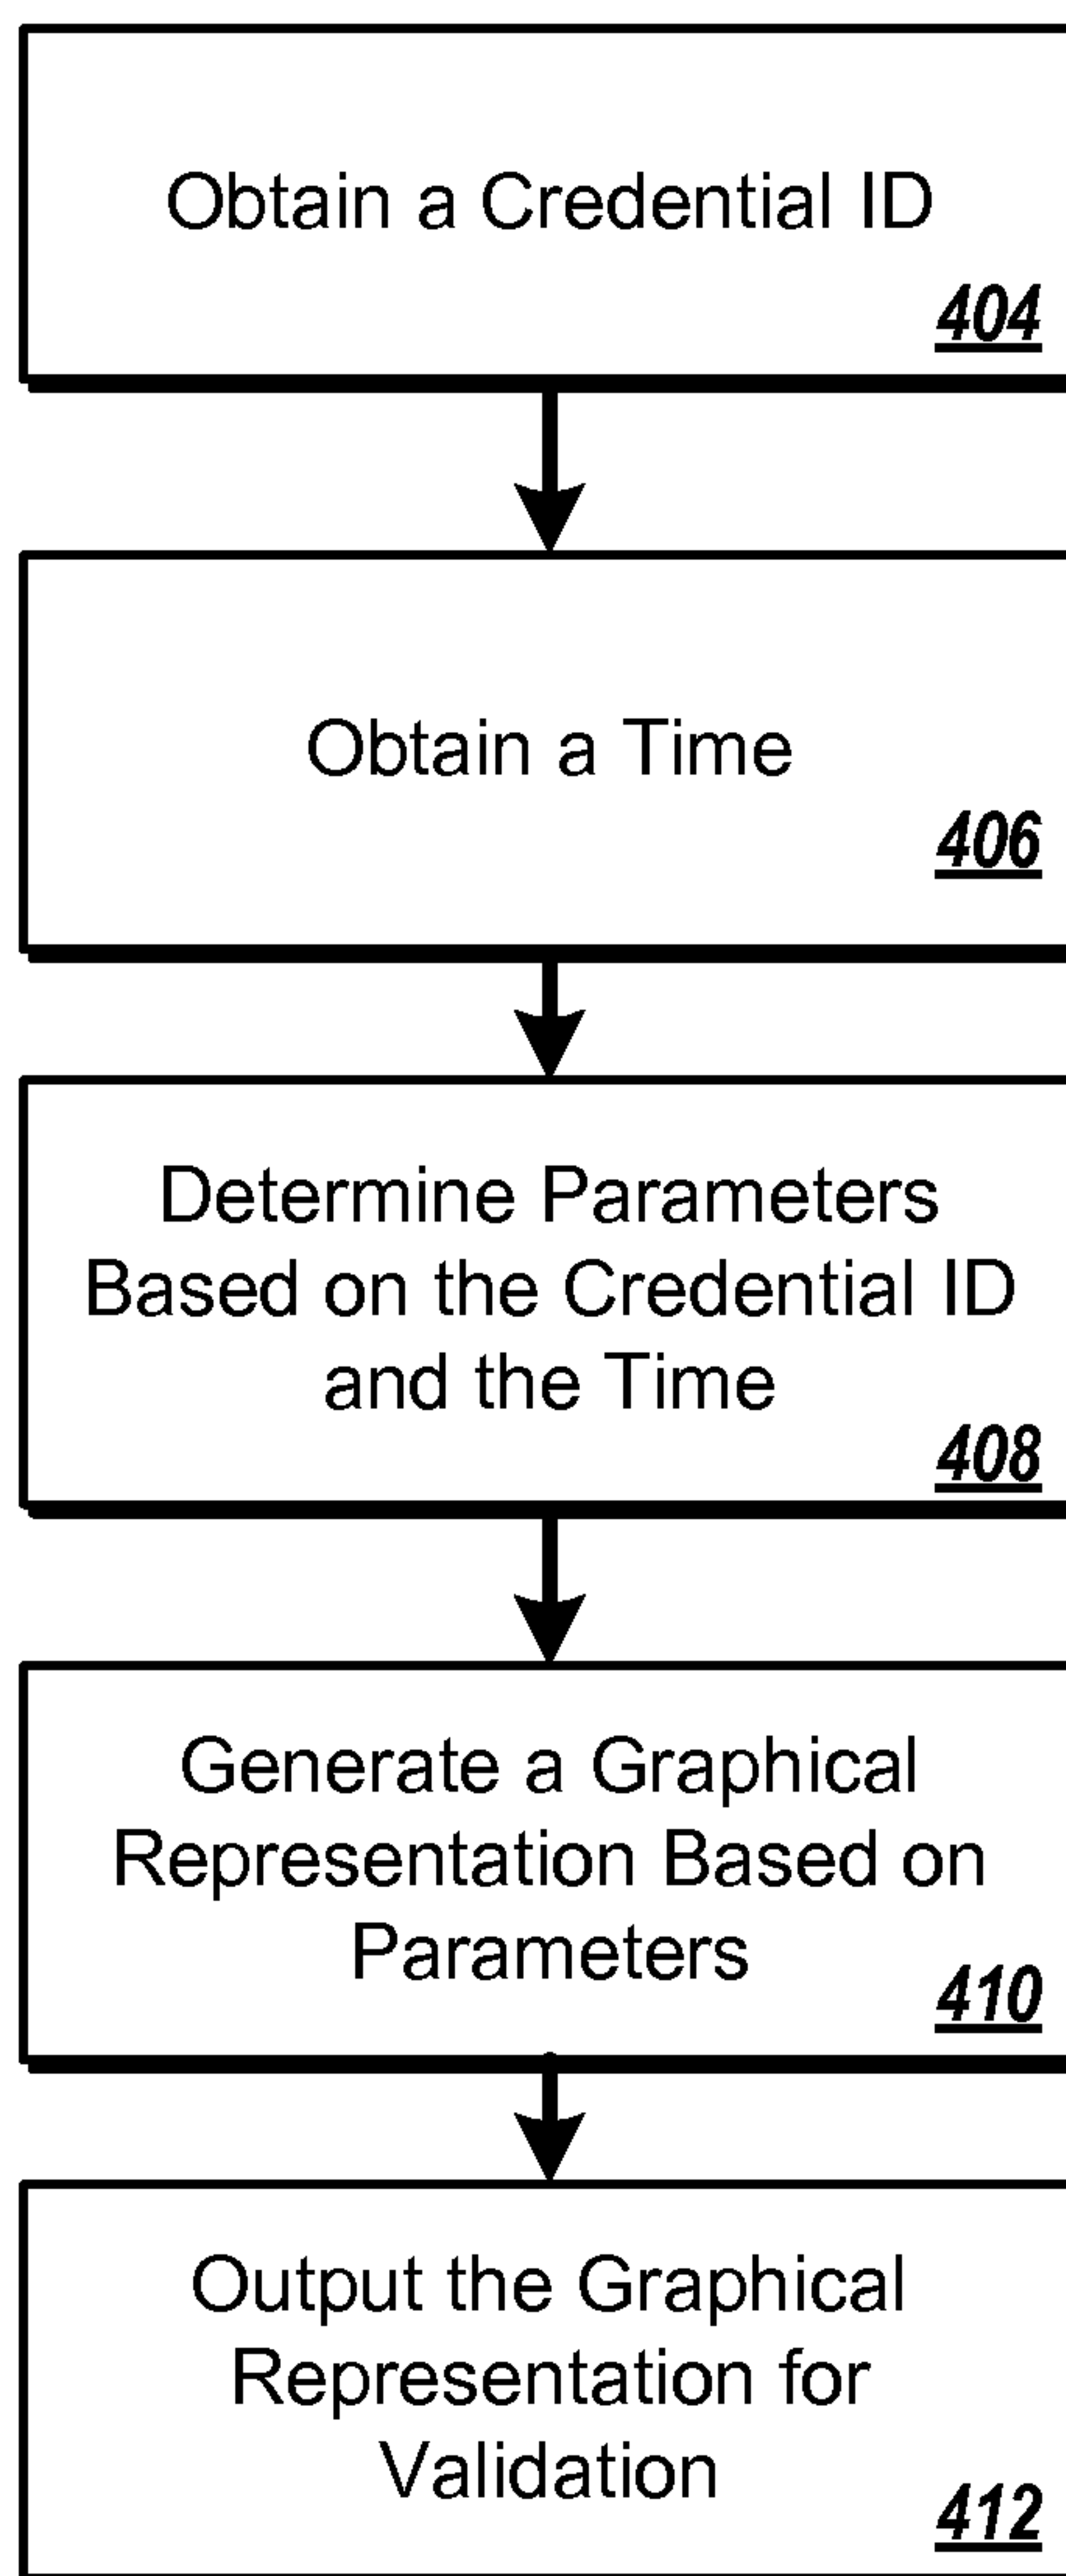 Obtain a Credential ID
404
Obtain a Time
406
Determine Parameters
Based on the Credential ID
and the Time
408
Generate a Graphical
Representation Based on
Parameters
410
Output the Graphical
Representation for
Validation
412